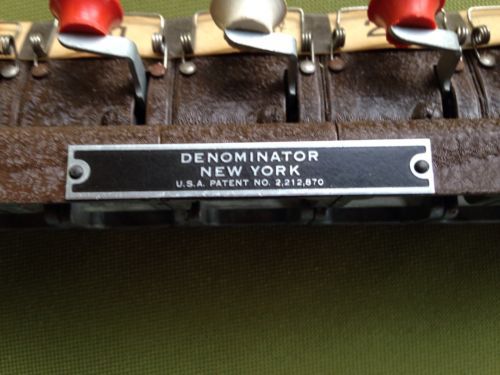 DENOMINATOR
NEW YORK
U.S.A. PATENT NO. 2,212,870